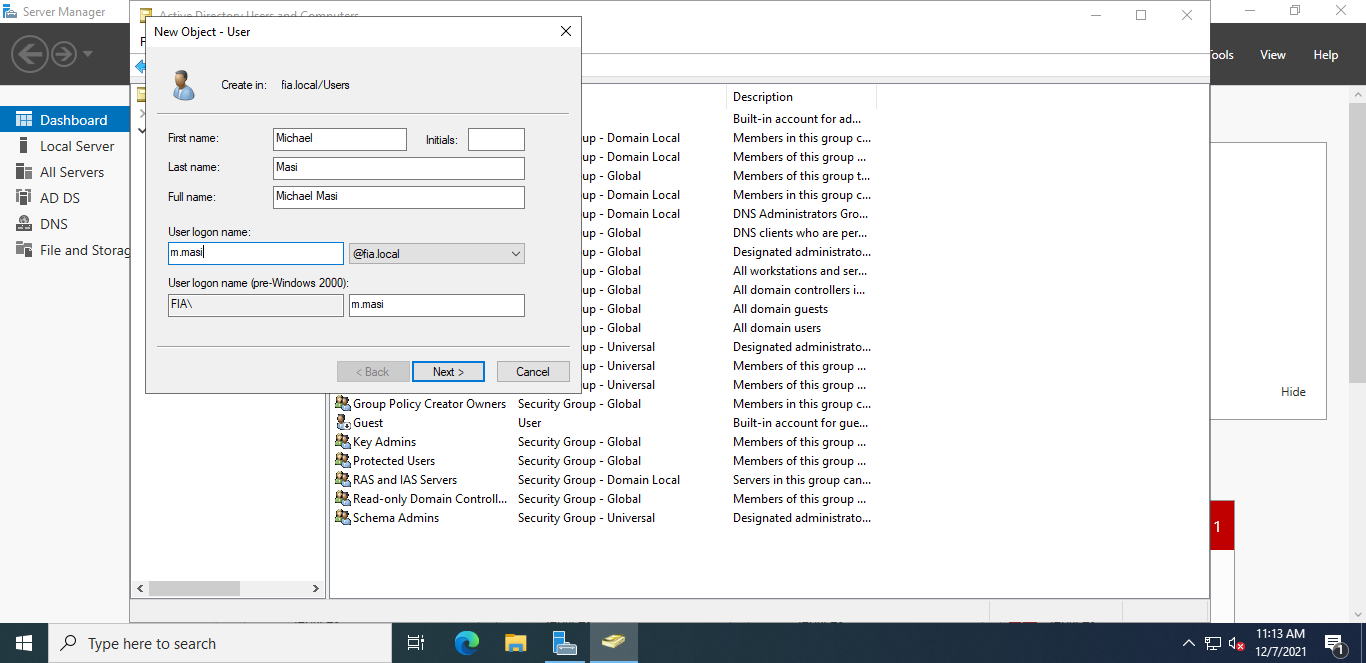 Server Manager
Active Directory Users and Computers
Tools View Help
Dashboard
Local Server
All Servers
AD DS
DNS
File and Storag
New Object - User
Create in: fia.local/Users
First name: Michael Initials:
Last name: Masi
Full name: Michael Masi
User logon name:
m.masi @fia.local
User logon name (pre-Windows 2000):
FIA\ m.masi
< Back Next > Cancel
Description
Built-in account for ad...
up - Domain Local Members in this group c...
up - Domain Local Members of this group ...
up - Global Members of this group t...
up - Domain Local Members in this group c...
up - Domain Local DNS Administrators Gro...
up - Global DNS clients who are per...
up - Global Designated administrato...
up - Global All workstations and ser...
up - Global All domain controllers i...
up - Global All domain guests
up - Global All domain users
up - Universal Designated administrato...
up - Universal Members of this group ...
up - Universal Members of this group ...
Group Policy Creator Owners Security Group - Global Members in this group c...
Guest User Built-in account for gue...
Key Admins Security Group - Global Members of this group ...
Protected Users Security Group - Global Members of this group ...
RAS and IAS Servers Security Group - Domain Local Servers in this group can...
Read-only Domain Controll... Security Group - Global Members of this group ...
Schema Admins Security Group - Universal Designated administrato...
Hide
1
Type here to search
11:13 AM
12/7/2021
1